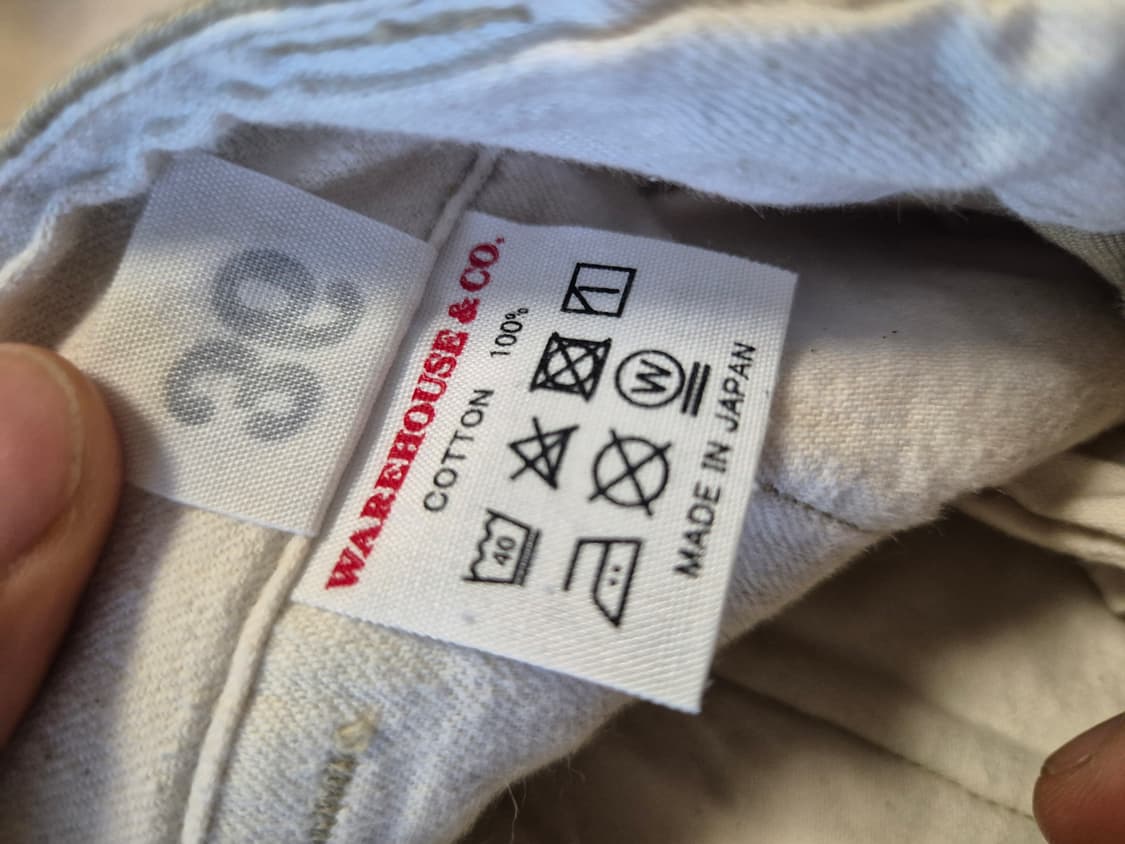 30
WAREHOUSE & CO.
COTTON 100%
40
W
MADE IN JAPAN